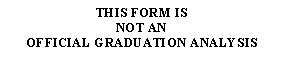 THIS FORM IS
NOT AN
OFFICIAL GRADUATION ANALYSIS